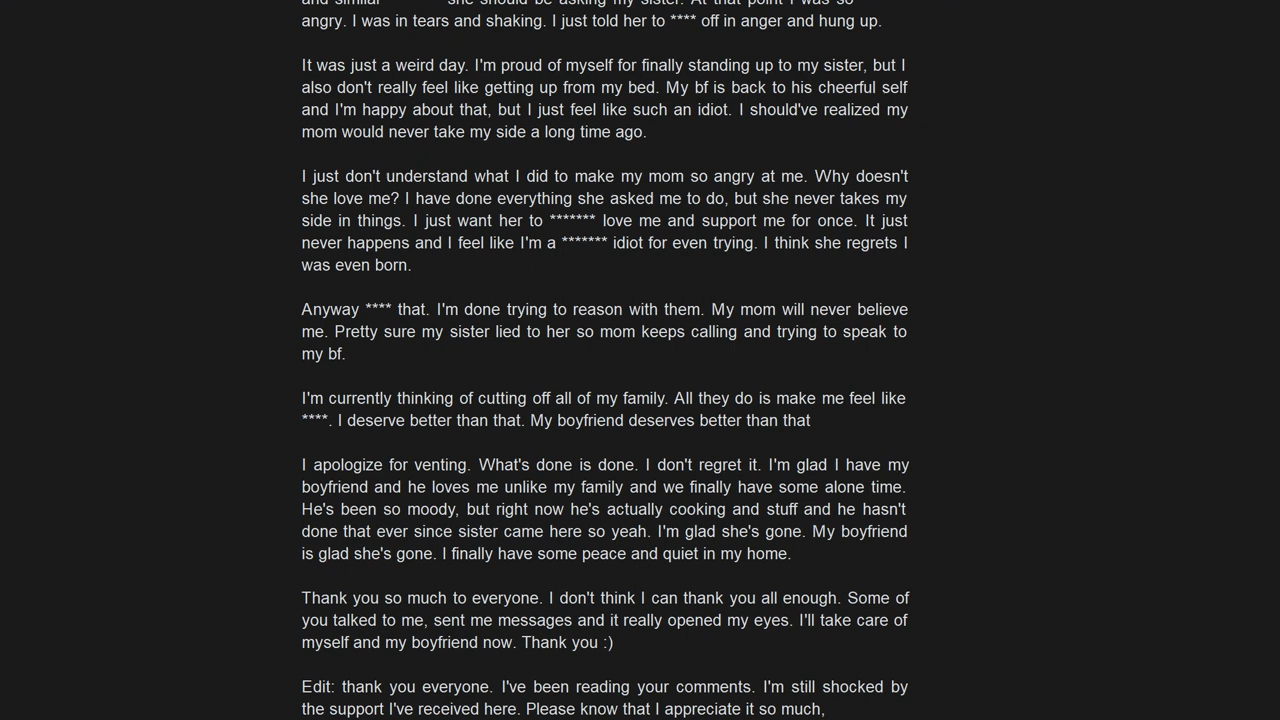 and similar she should be asking my sister. At that point I was so
angry. I was in tears and shaking. I just told her to **** off in anger and hung up.
It was just a weird day. I'm proud of myself for finally standing up to my sister, but I
also don't really feel like getting up from my bed. My bf is back to his cheerful self
and I'm happy about that, but I just feel like such an idiot. I should've realized my
mom would never take my side a long time ago.
I just don't understand what I did to make my mom so angry at me. Why doesn't
she love me? I have done everything she asked me to do, but she never takes my
side in things. I just want her to ******* love me and support me for once. It just
never happens and I feel like I'm a ******* idiot for even trying. I think she regrets I
was even born.
Anyway **** that. I'm done trying to reason with them. My mom will never believe
me. Pretty sure my sister lied to her so mom keeps calling and trying to speak to
my bf.
I'm currently thinking of cutting off all of my family. All they do is make me feel like
****. I deserve better than that. My boyfriend deserves better than that
I apologize for venting. What's done is done. I don't regret it. I'm glad I have my
boyfriend and he loves me unlike my family and we finally have some alone time.
He's been so moody, but right now he's actually cooking and stuff and he hasn't
done that ever since sister came here so yeah. I'm glad she's gone. My boyfriend
is glad she's gone. I finally have some peace and quiet in my home.
Thank you so much to everyone. I don't think I can thank you all enough. Some of
you talked to me, sent me messages and it really opened my eyes. I'll take care of
myself and my boyfriend now. Thank you :)
Edit: thank you everyone. I've been reading your comments. I'm still shocked by
the support I've received here. Please know that I appreciate it so much,